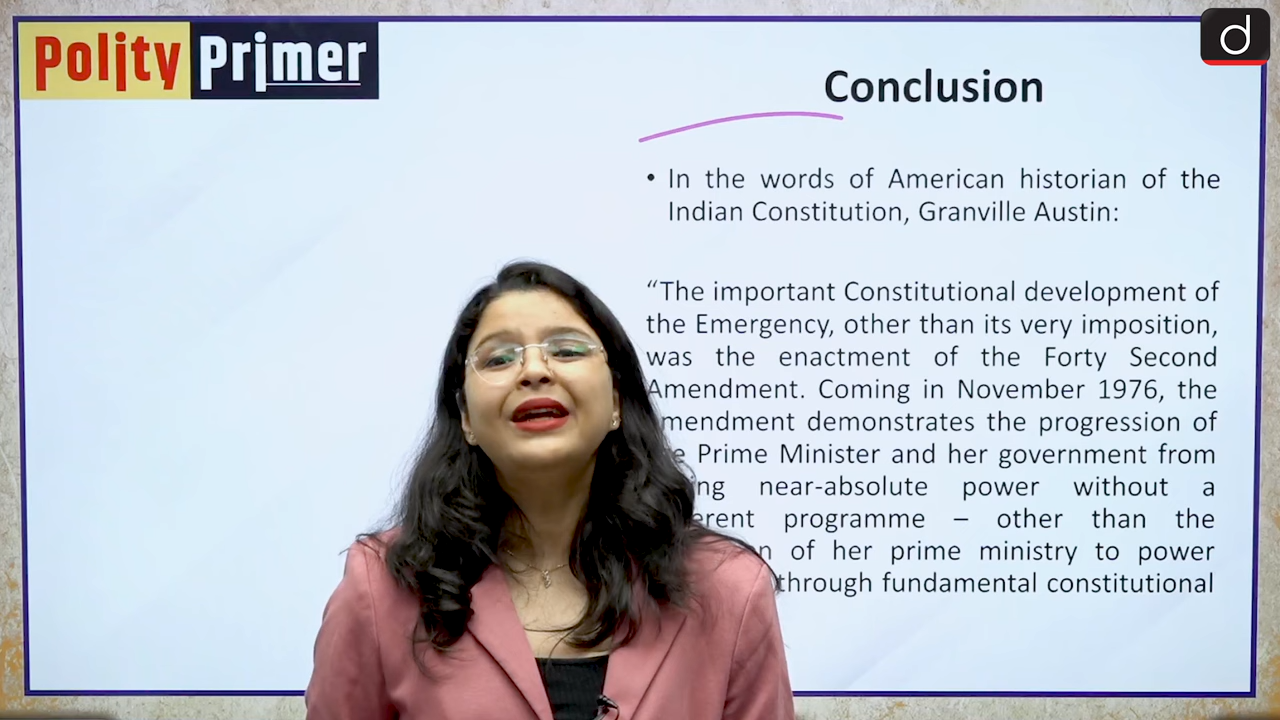 Polity Primer
d
Conclusion
• In the words of American historian of the
Indian Constitution, Granville Austin:
“The important Constitutional development of
the Emergency, other than its very imposition,
was the enactment of the Forty Second
Amendment. Coming in November 1976, the
mendment demonstrates the progression of
Prime Minister and her government from
near-absolute power without a
programme – other than the
of her prime ministry to power
through fundamental constitutional